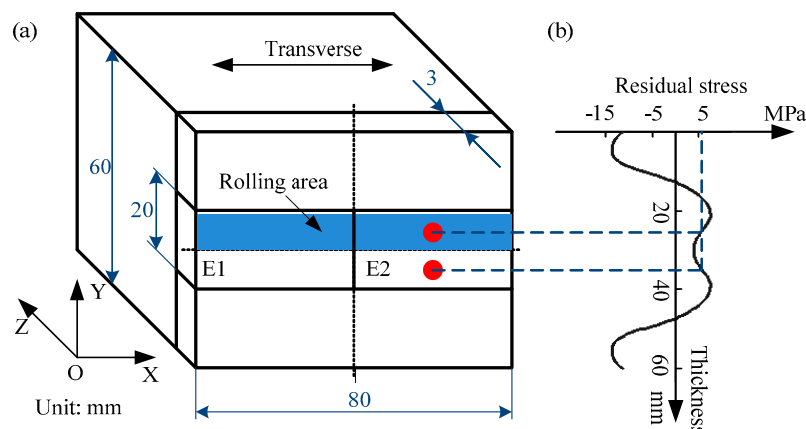 (a)
Transverse
3
60
20
Rolling area
E1
E2
Y
Z
O
X
Unit: mm
80
(b)
Residual stress
-15
-5
5
MPa
20
40
60
Thickness
mm